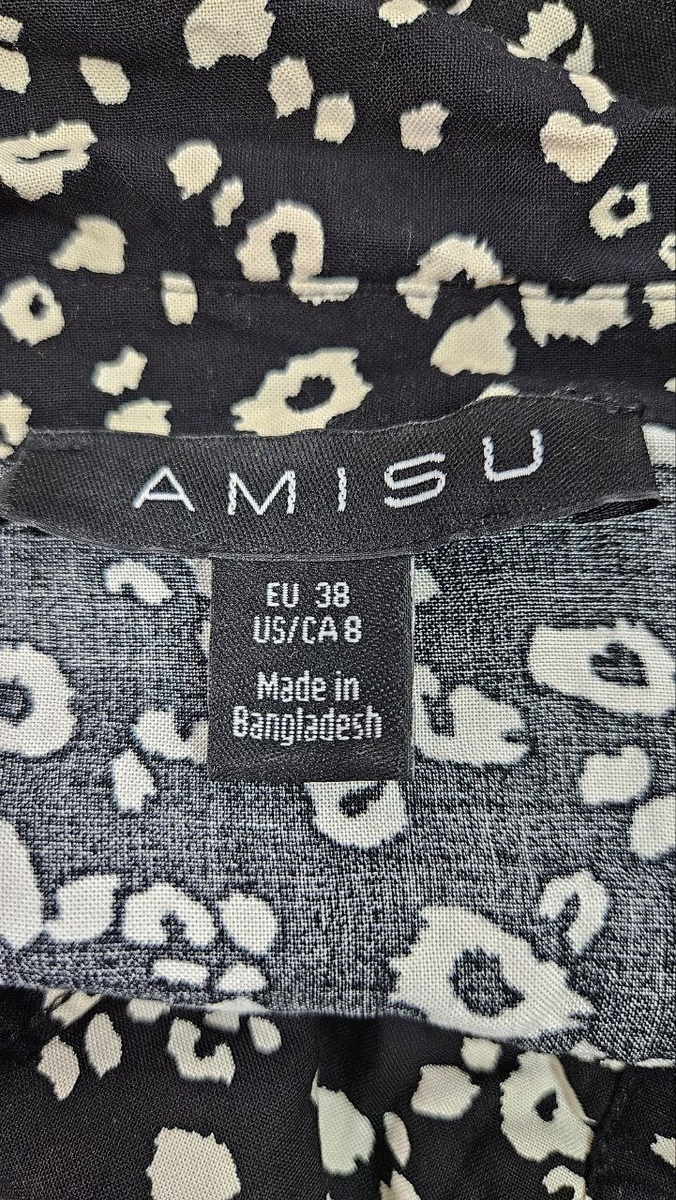 AMISU
EU 38
US/CA 8
Made in
Bangladesh